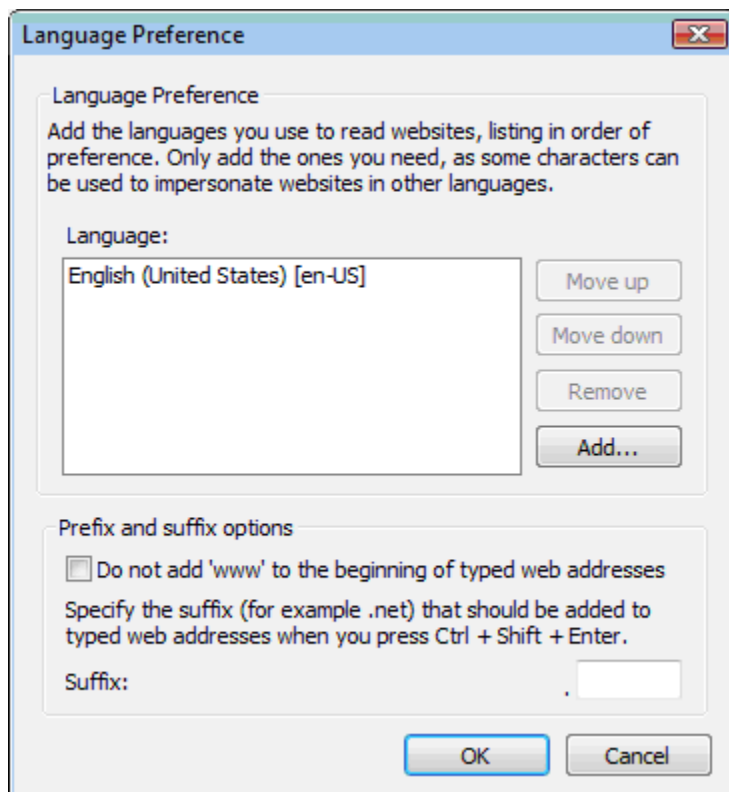 Language Preference
Language Preference
Add the languages you use to read websites, listing in order of
preference. Only add the ones you need, as some characters can
be used to impersonate websites in other languages.
Language:
English (United States) [en-US]
Move up
Move down
Remove
Add...
Prefix and suffix options
Do not add 'www' to the beginning of typed web addresses
Specify the suffix (for example .net) that should be added to
typed web addresses when you press Ctrl + Shift + Enter.
Suffix: .
OK Cancel